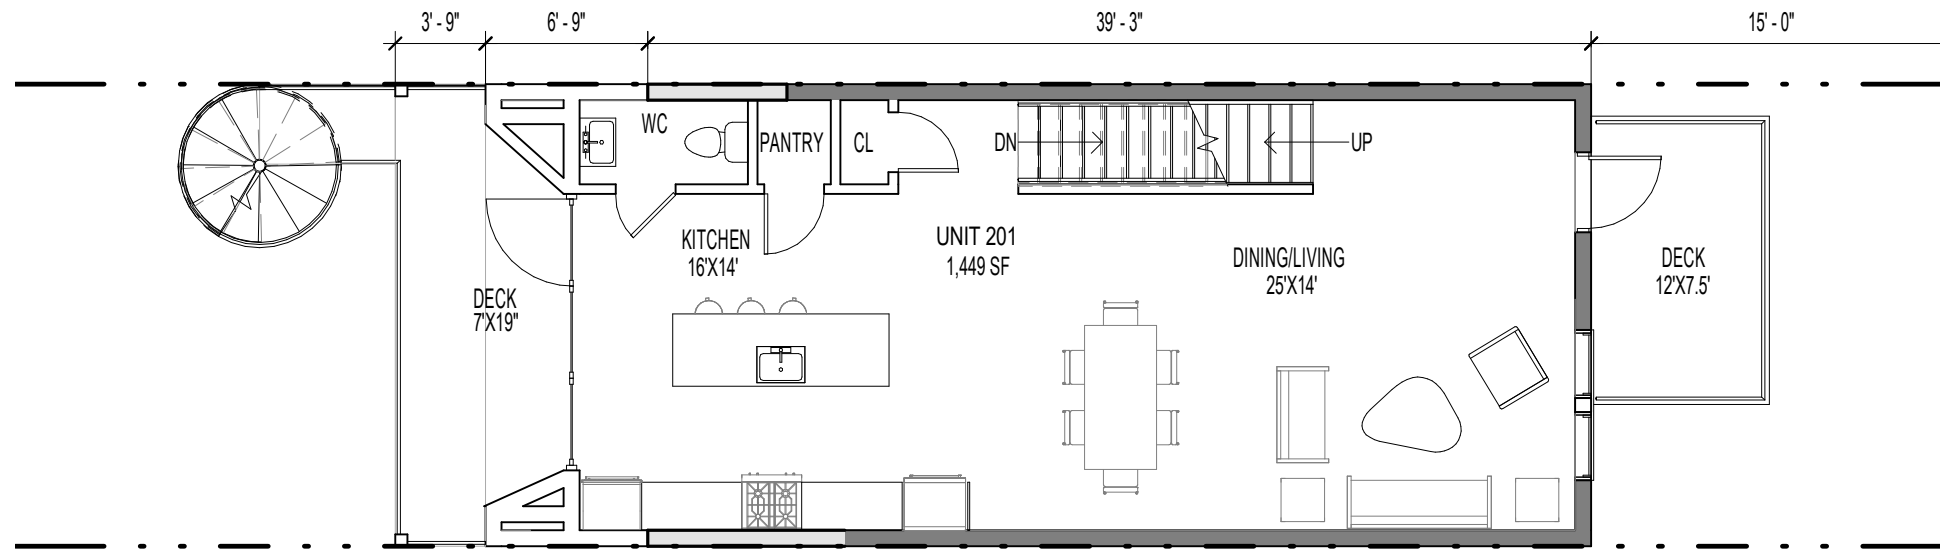 3' - 9"
6' - 9"
39' - 3"
15' - 0"
WC
PANTRY
CL
DN
UP
KITCHEN
16'X14'
UNIT 201
1,449 SF
DINING/LIVING
25'X14'
DECK
12'X7.5'
DECK
7'X19"